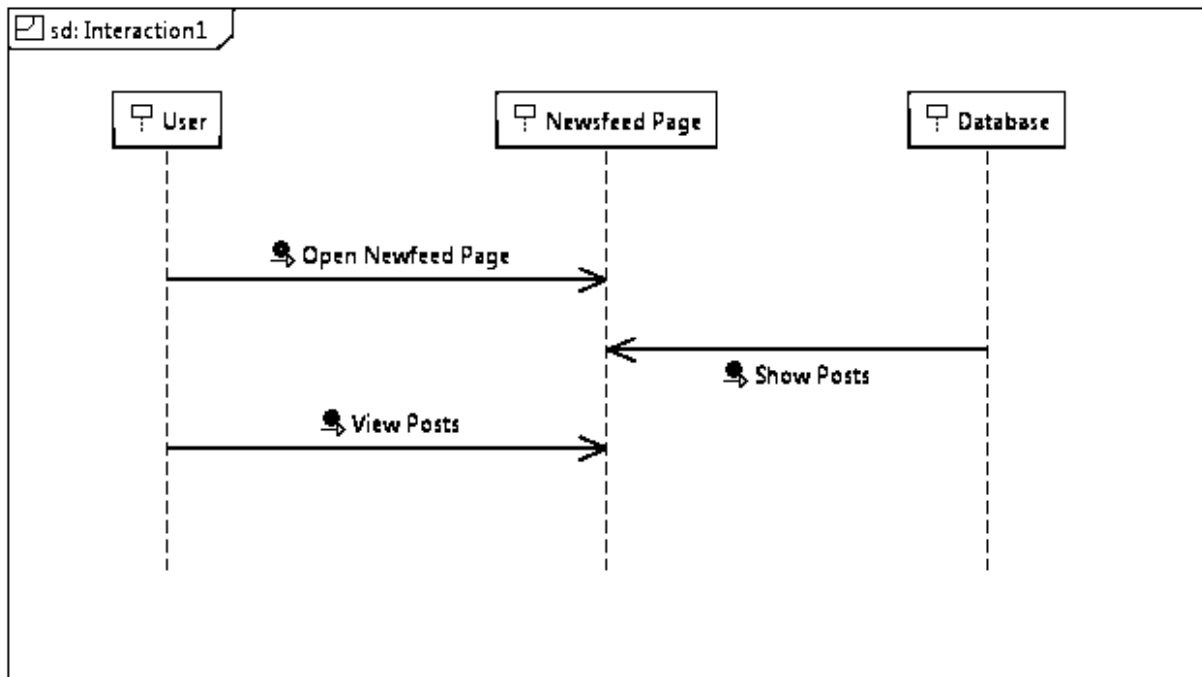 sd: Interaction1
User
Newsfeed Page
Database
Open Newfeed Page
Show Posts
View Posts